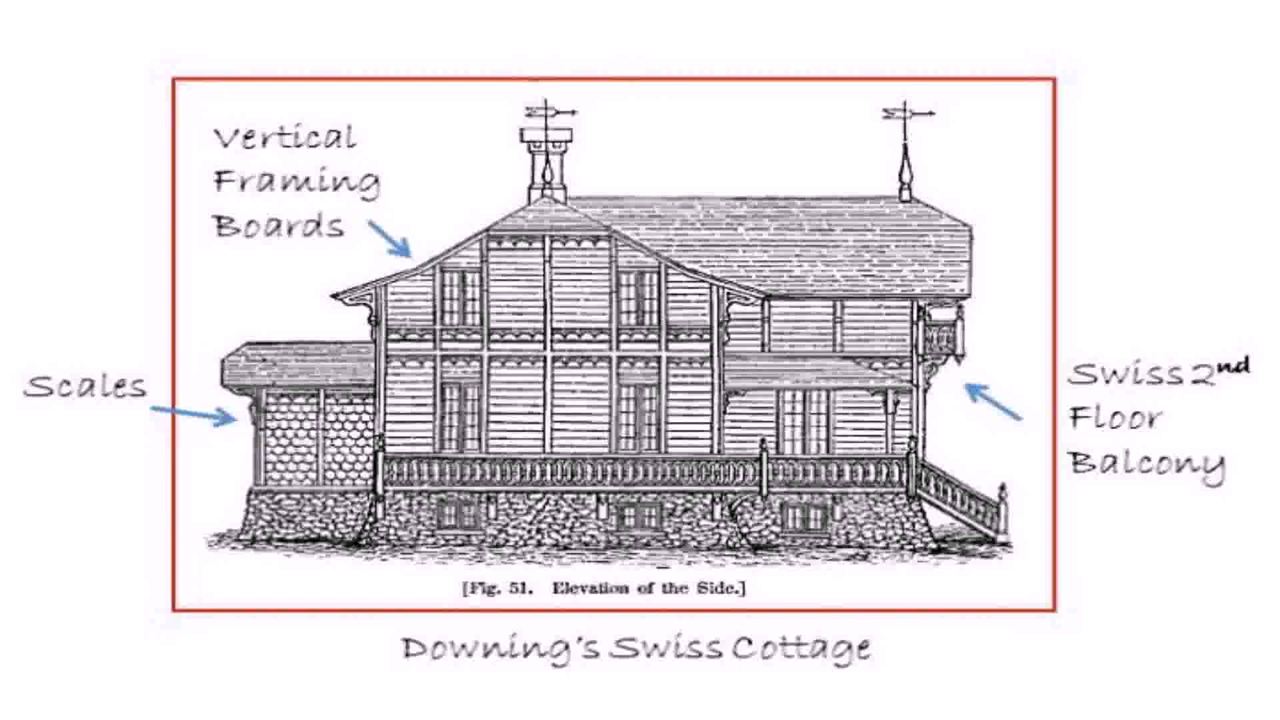 Vertical
Framing
Boards
Scales
Swiss 2nd
Floor
Balcony
[Fig. 51. Elevation of the Side.]
Downing's Swiss Cottage